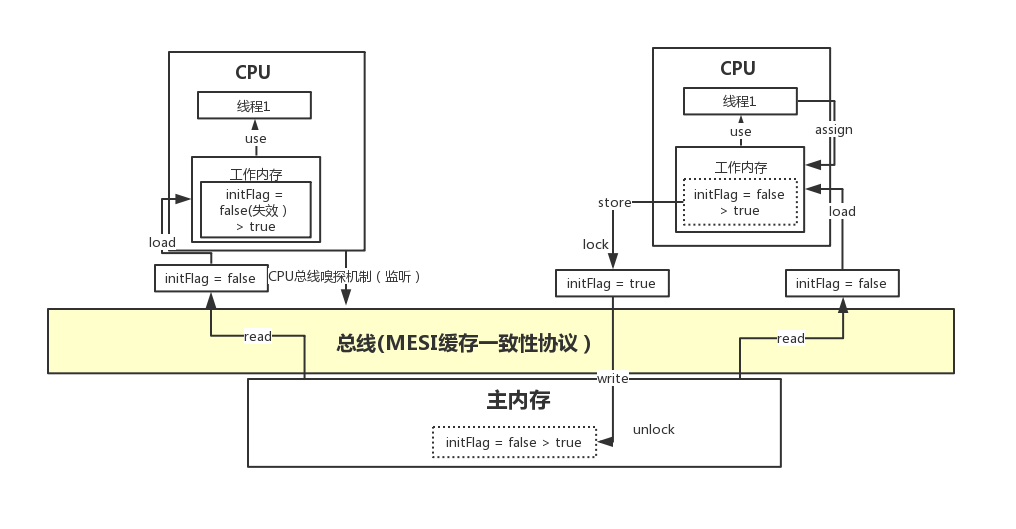 CPU
线程1
use
工作内存
initFlag =
false(失效）
> true
load
initFlag = false
CPU总线嗅探机制（监听）
read
CPU
线程1
assign
use
工作内存
initFlag = false
> true
store
load
lock
initFlag = true
initFlag = false
总线(MESI缓存一致性协议）
read
write
主内存
unlock
initFlag = false > true